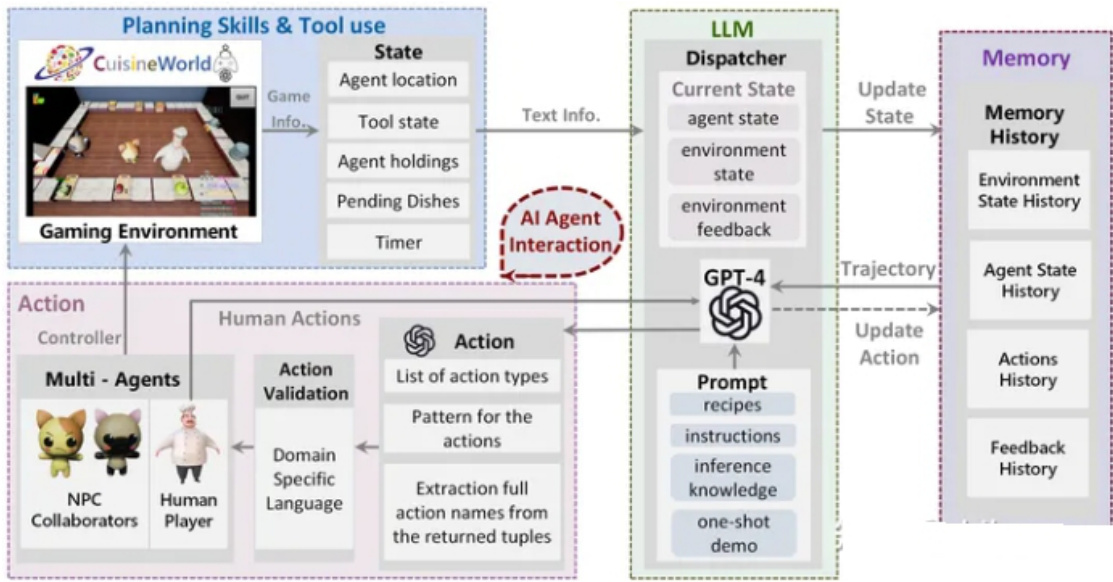 Planning Skills & Tool use
CuisineWorld
Gaming Environment
Game
Info.
State
Agent location
Tool state
Agent holdings
Pending Dishes
Timer
Text Info.
AI Agent
Interaction
LLM
Dispatcher
Current State
agent state
environment
state
environment
feedback
GPT-4
Prompt
recipes
instructions
inference
knowledge
one-shot
demo
Update
State
Trajectory
Update
Action
Memory
Memory
History
Environment
State History
Agent State
History
Actions
History
Feedback
History
Action
Controller
Human Actions
Multi - Agents
NPC
Collaborators
Human
Player
Action
Validation
Domain
Specific
Language
Action
List of action types
Pattern for the
actions
Extraction full
action names from
the returned tuples